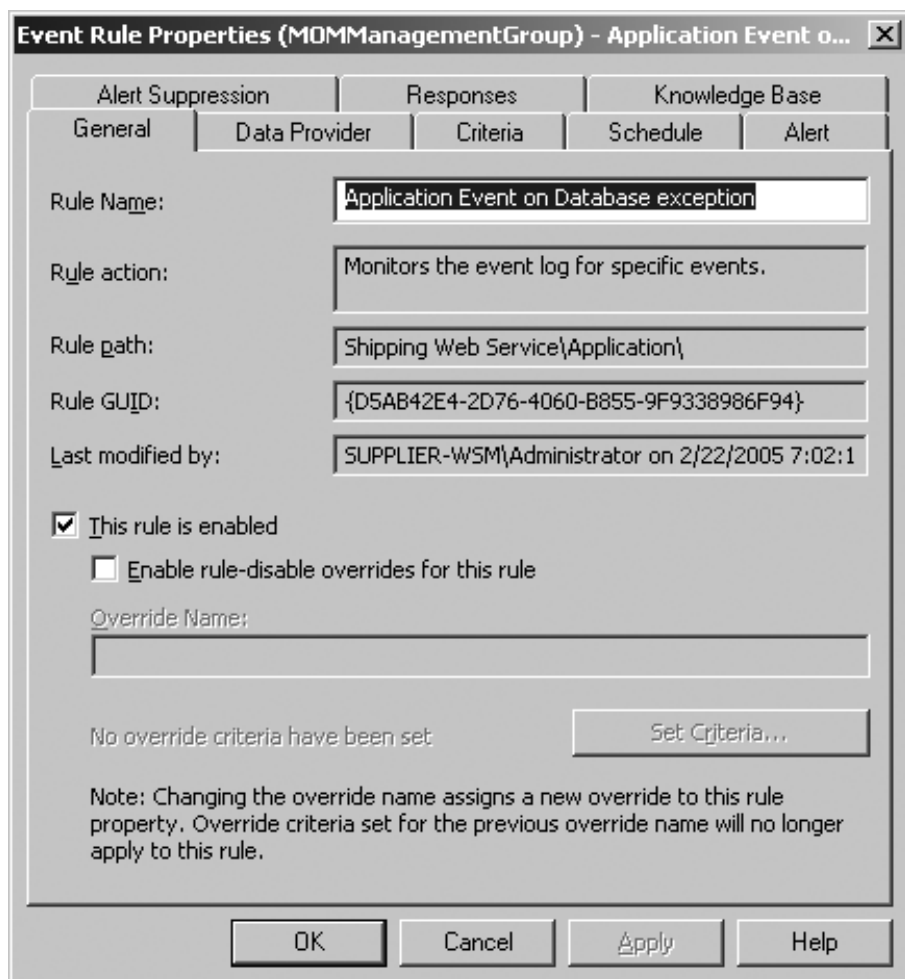 Event Rule Properties (MOMManagementGroup) - Application Event o...
Alert Suppression Responses Knowledge Base
General Data Provider Criteria Schedule Alert
Rule Name: Application Event on Database exception
Rule action: Monitors the event log for specific events.
Rule path: Shipping Web Service\Application\
Rule GUID: {D5AB42E4-2D76-4060-B855-9F9338986F94}
Last modified by: SUPPLIER-WSM\Administrator on 2/22/2005 7:02:1
This rule is enabled
Enable rule-disable overrides for this rule
Override Name:
No override criteria have been set Set Criteria...
Note: Changing the override name assigns a new override to this rule
property. Override criteria set for the previous override name will no longer
apply to this rule.
OK Cancel Apply Help